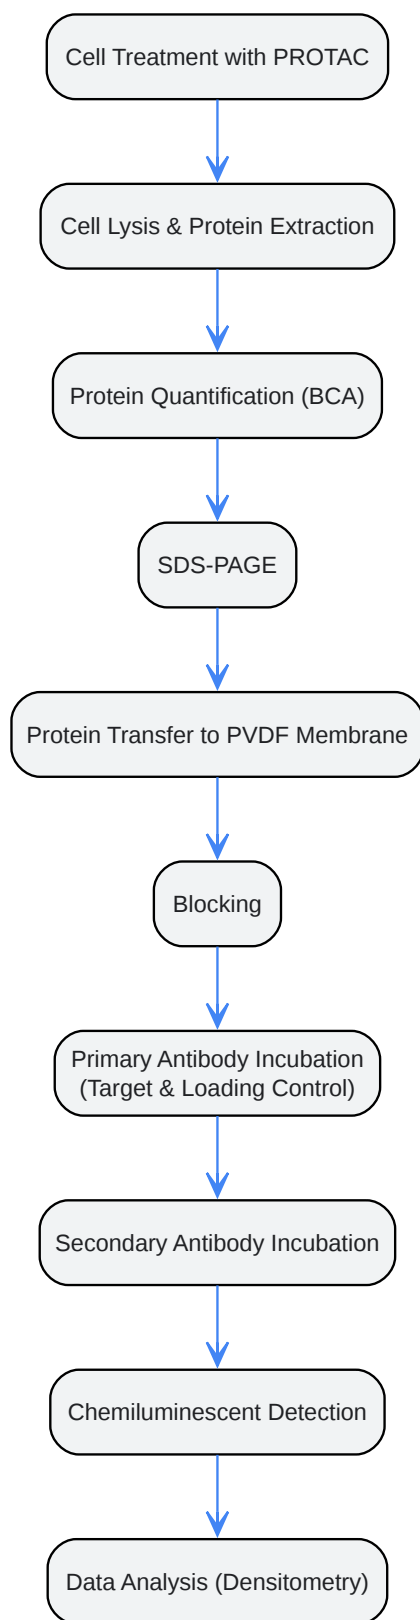 Cell Treatment with PROTAC
Cell Lysis & Protein Extraction
Protein Quantification (BCA)
SDS-PAGE
Protein Transfer to PVDF Membrane
Blocking
Primary Antibody Incubation
(Target & Loading Control)
Secondary Antibody Incubation
Chemiluminescent Detection
Data Analysis (Densitometry)